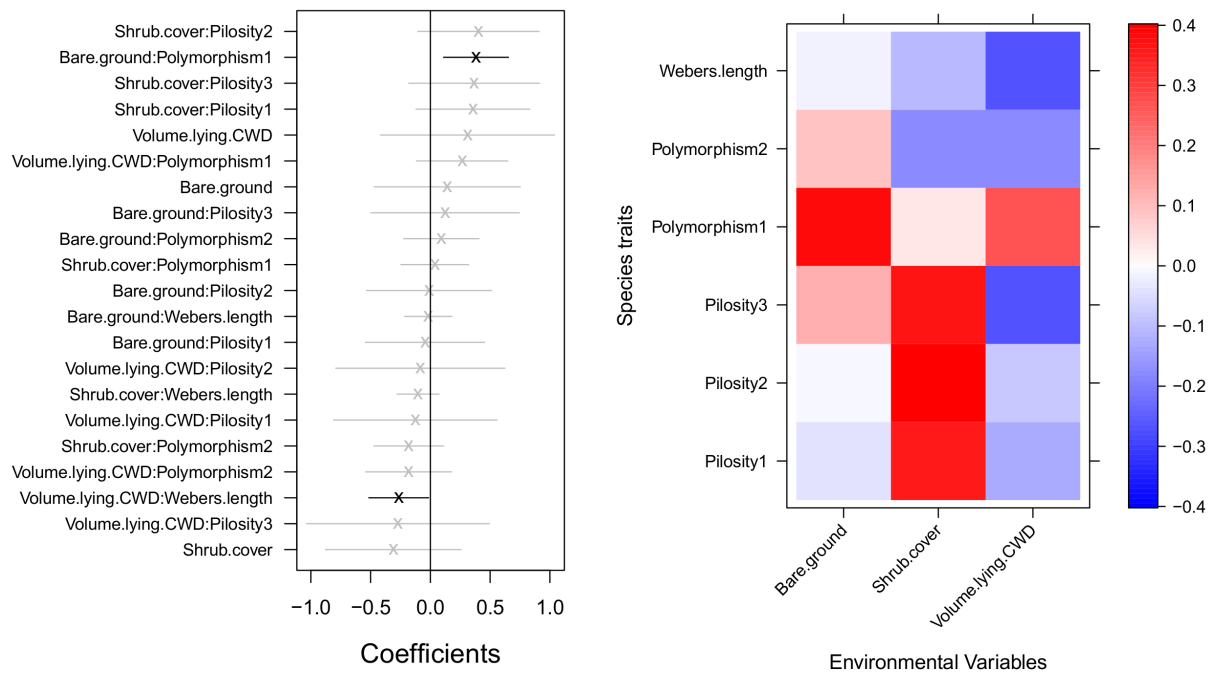 Shrub.cover:Pilosity2
Bare.ground:Polymorphism1
Shrub.cover:Pilosity3
Shrub.cover:Pilosity1
Volume.lying.CWD
Volume.lying.CWD:Polymorphism1
Bare.ground
Bare.ground:Pilosity3
Bare.ground:Polymorphism2
Shrub.cover:Polymorphism1
Bare.ground:Pilosity2
Bare.ground:Webers.length
Bare.ground:Pilosity1
Volume.lying.CWD:Pilosity2
Shrub.cover:Webers.length
Volume.lying.CWD:Pilosity1
Shrub.cover:Polymorphism2
Volume.lying.CWD:Polymorphism2
Volume.lying.CWD:Webers.length
Volume.lying.CWD:Pilosity3
Shrub.cover
−1.0 −0.5 0.0 0.5 1.0
Coefficients
Species traits
Webers.length
Polymorphism2
Polymorphism1
Pilosity3
Pilosity2
Pilosity1
Bare.ground
Shrub.cover
Volume.lying.CWD
Environmental Variables
0.4
0.3
0.2
0.1
0.0
−0.1
−0.2
−0.3
−0.4